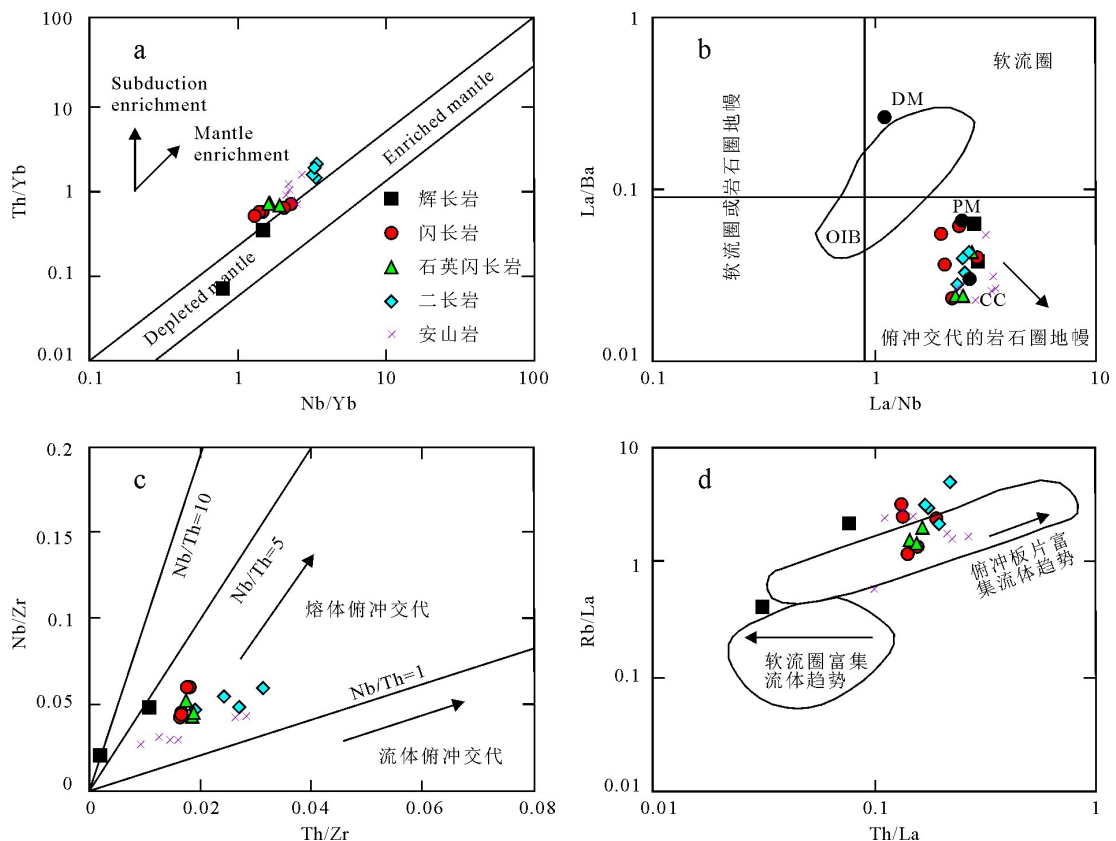 a
Th/Yb
100
10
1
0.1
0.01
Subduction
enrichment
Mantle
enrichment
Enriched mantle
Depleted mantle
辉长岩
闪长岩
石英闪长岩
二长岩
安山岩
0.1
1
10
100
Nb/Yb
b
La/Ba
1
0.1
0.01
软流圈或岩石圈地幔
软流圈
DM
PM
OIB
CC
俯冲交代的岩石圈地幔
0.1
1
10
La/Nb
c
Nb/Zr
0.2
0.15
0.1
0.05
0
Nb/Th=10
Nb/Th=5
熔体俯冲交代
Nb/Th=1
流体俯冲交代
0
0.02
0.04
0.06
0.08
Th/Zr
d
Rb/La
10
1
0.1
0.01
俯冲板片富
集流体趋势
软流圈富集
流体趋势
0.01
0.1
1
Th/La